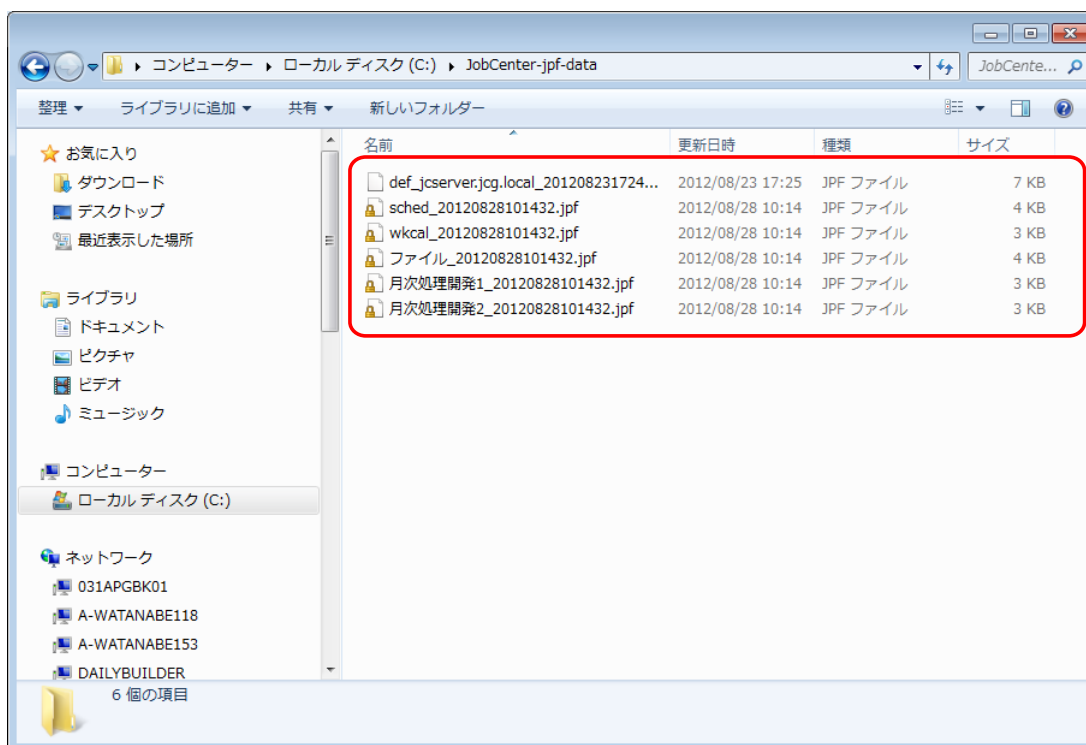 コンピューター ▸ ローカル ディスク (C:) ▸ JobCenter-jpf-data
JobCente...
整理 ライブラリに追加 共有 新しいフォルダー
お気に入り
ダウンロード
デスクトップ
最近表示した場所
ライブラリ
ドキュメント
ピクチャ
ビデオ
ミュージック
コンピューター
ローカル ディスク (C:)
ネットワーク
031APGBK01
A-WATANABE118
A-WATANABE153
DAILYBUILDER
名前 更新日時 種類 サイズ
def_jcserver.jcg.local_201208231724... 2012/08/23 17:25 JPF ファイル 7 KB
sched_20120828101432.jpf 2012/08/28 10:14 JPF ファイル 4 KB
wkcal_20120828101432.jpf 2012/08/28 10:14 JPF ファイル 3 KB
ファイル_20120828101432.jpf 2012/08/28 10:14 JPF ファイル 4 KB
月次処理開発1_20120828101432.jpf 2012/08/28 10:14 JPF ファイル 3 KB
月次処理開発2_20120828101432.jpf 2012/08/28 10:14 JPF ファイル 3 KB
6 個の項目